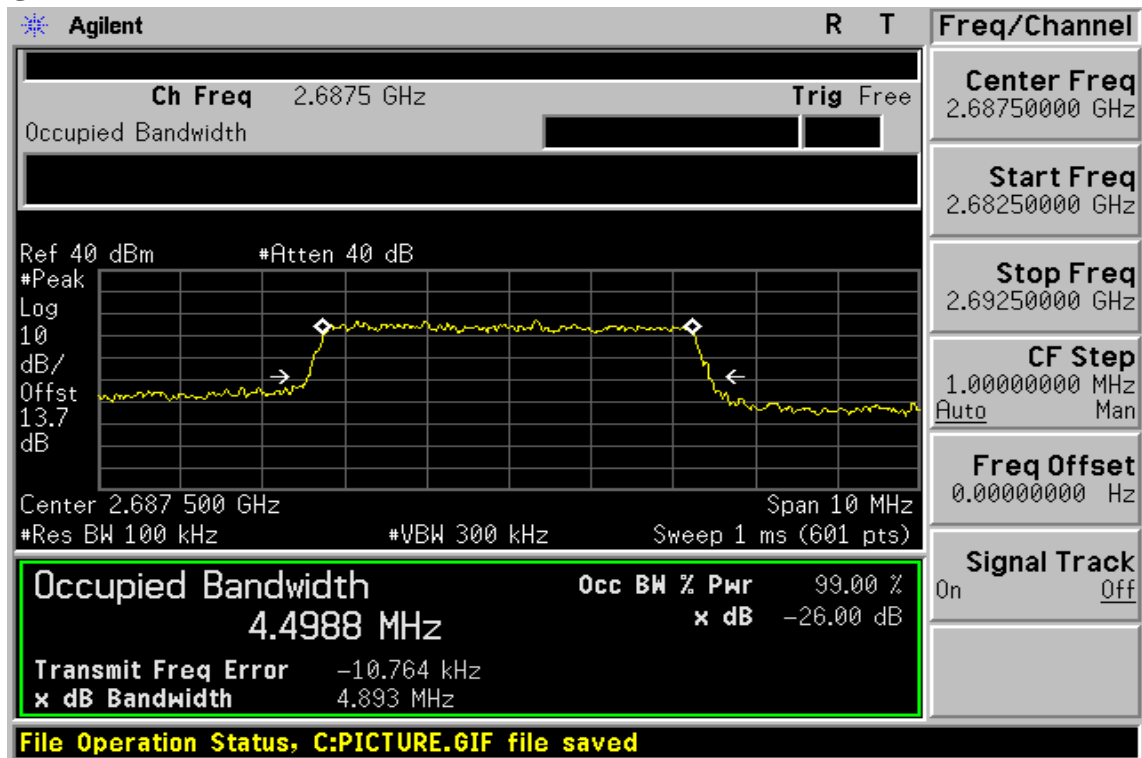 Agilent R T
Freq/Channel
Ch Freq 2.6875 GHz Trig Free
Occupied Bandwidth
Center Freq
2.68750000 GHz
Start Freq
2.68250000 GHz
Stop Freq
2.69250000 GHz
CF Step
1.00000000 MHz
Auto Man
Freq Offset
0.00000000 Hz
Signal Track
On Off
Ref 40 dBm #Atten 40 dB
#Peak
Log
10
dB/
Offst
13.7
dB
Center 2.687 500 GHz Span 10 MHz
#Res BW 100 kHz #VBW 300 kHz Sweep 1 ms (601 pts)
Occupied Bandwidth Occ BW % Pwr 99.00 %
4.4988 MHz x dB -26.00 dB
Transmit Freq Error -10.764 kHz
x dB Bandwidth 4.893 MHz
File Operation Status, C:PICTURE.GIF file saved